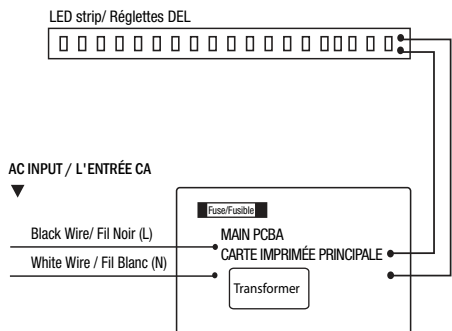 LED strip/ Réglettes DEL
AC INPUT / L'ENTRÉE CA
Fuse/Fusible
Black Wire/ Fil Noir (L)
MAIN PCBA
CARTE IMPRIMÉE PRINCIPALE
White Wire / Fil Blanc (N)
Transformer